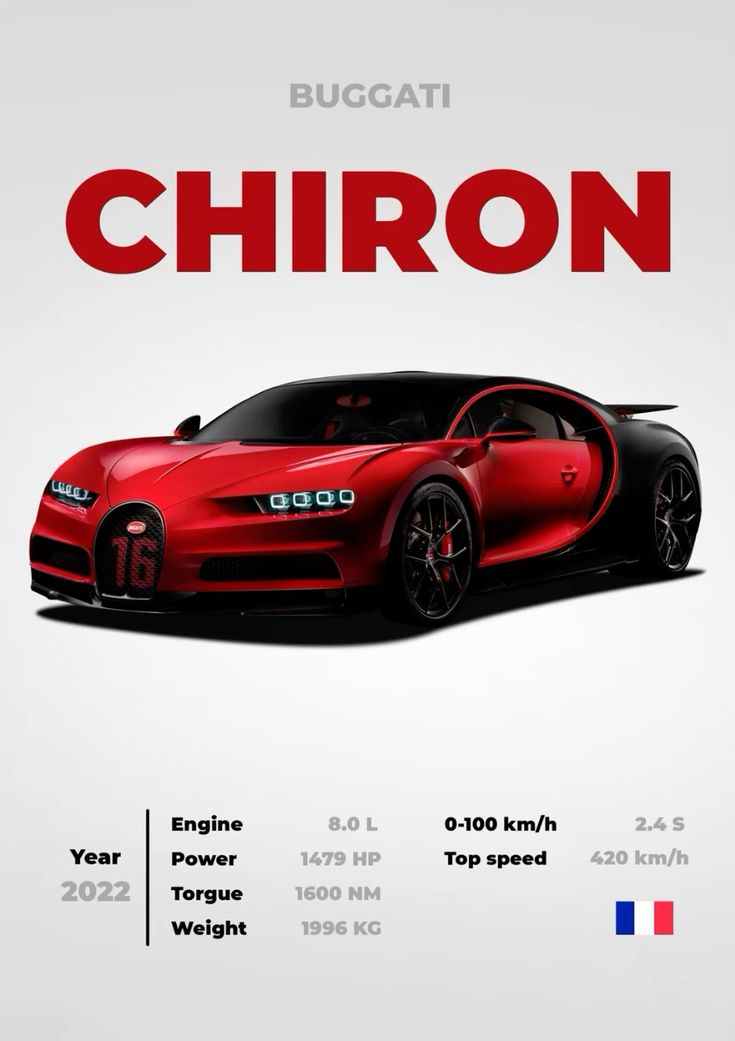 BUGGATI
CHIRON
BUGATTI
16
Year
2022
Engine 8.0 L
Power 1479 HP
Torgue 1600 NM
Weight 1996 KG
0-100 km/h 2.4 S
Top speed 420 km/h